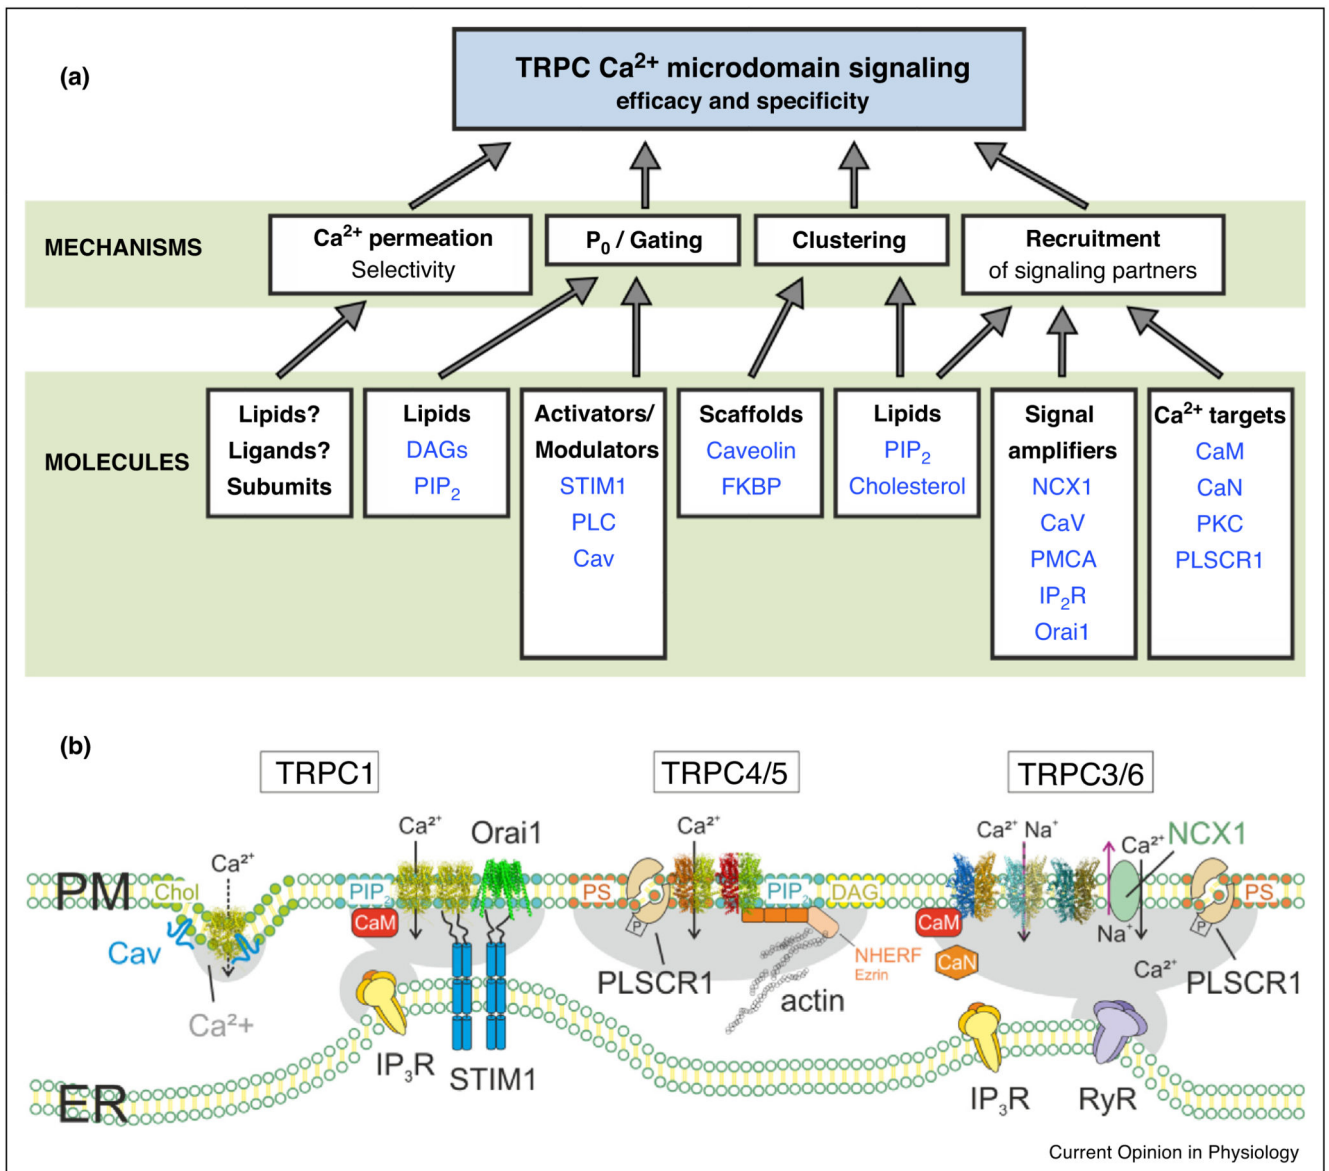 (a)
TRPC Ca²⁺ microdomain signaling
efficacy and specificity
MECHANISMS
Ca²⁺ permeation
Selectivity
P₀ / Gating
Clustering
Recruitment
of signaling partners
MOLECULES
Lipids?
Ligands?
Subumits
Lipids
DAGs
PIP₂
Activators/
Modulators
STIM1
PLC
Cav
Scaffolds
Caveolin
FKBP
Lipids
PIP₂
Cholesterol
Signal
amplifiers
NCX1
CaV
PMCA
IP₂R
Orai1
Ca²⁺ targets
CaM
CaN
PKC
PLSCR1
(b)
TRPC1
TRPC4/5
TRPC3/6
PM
Ca²⁺
Chol
Cav
Ca²+
PIP₂
CaM
Ca²⁺
Orai1
IP₃R
STIM1
PS
P
PLSCR1
Ca²⁺
PIP₂
DAG
NHERF
Ezrin
actin
Ca²⁺ Na⁺
CaM
CaN
Ca²⁺
NCX1
Na⁺
Ca²⁺
P
PS
PLSCR1
IP₃R
RyR
ER
Current Opinion in Physiology